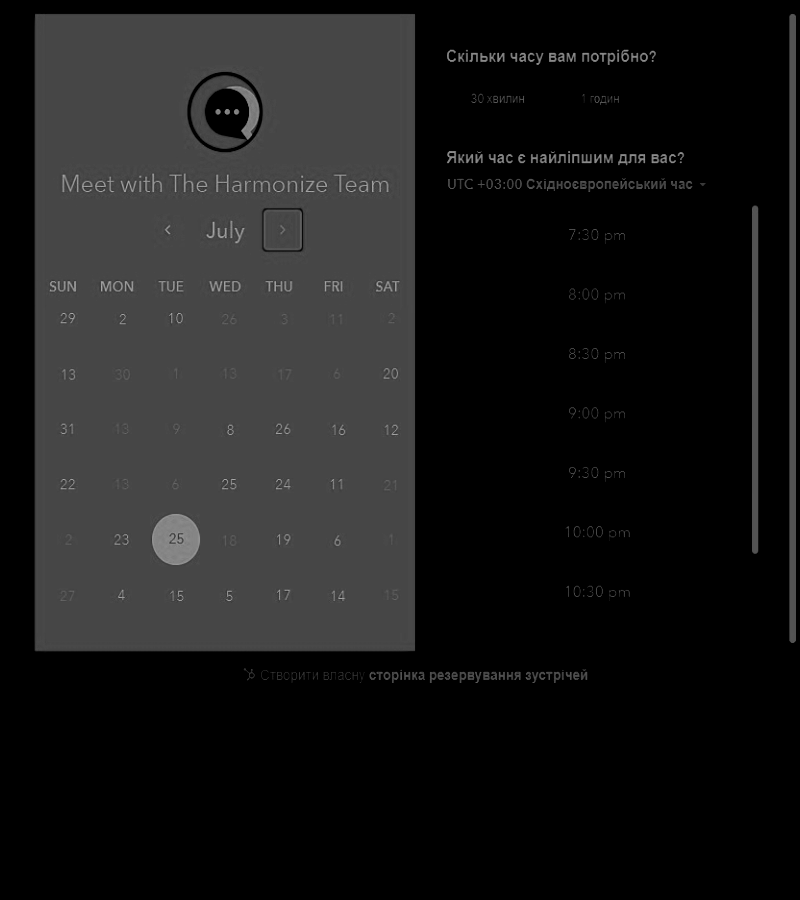 Скільки часу вам потрібно?
30 хвилин 1 годин
Meet with The Harmonize Team
July
SUN MON TUE WED THU FRI SAT
29 2 10 26 3 11 2
13 30 1 13 17 6 20
31 13 9 8 26 16 12
22 13 6 25 24 11 21
2 23 25 18 19 6 1
27 4 15 5 17 14 15
Який час є найліпшим для вас?
UTC +03:00 Східноєвропейський час
7:30 pm
8:00 pm
8:30 pm
9:00 pm
9:30 pm
10:00 pm
10:30 pm
Створити власну сторінка резервування зустрічей